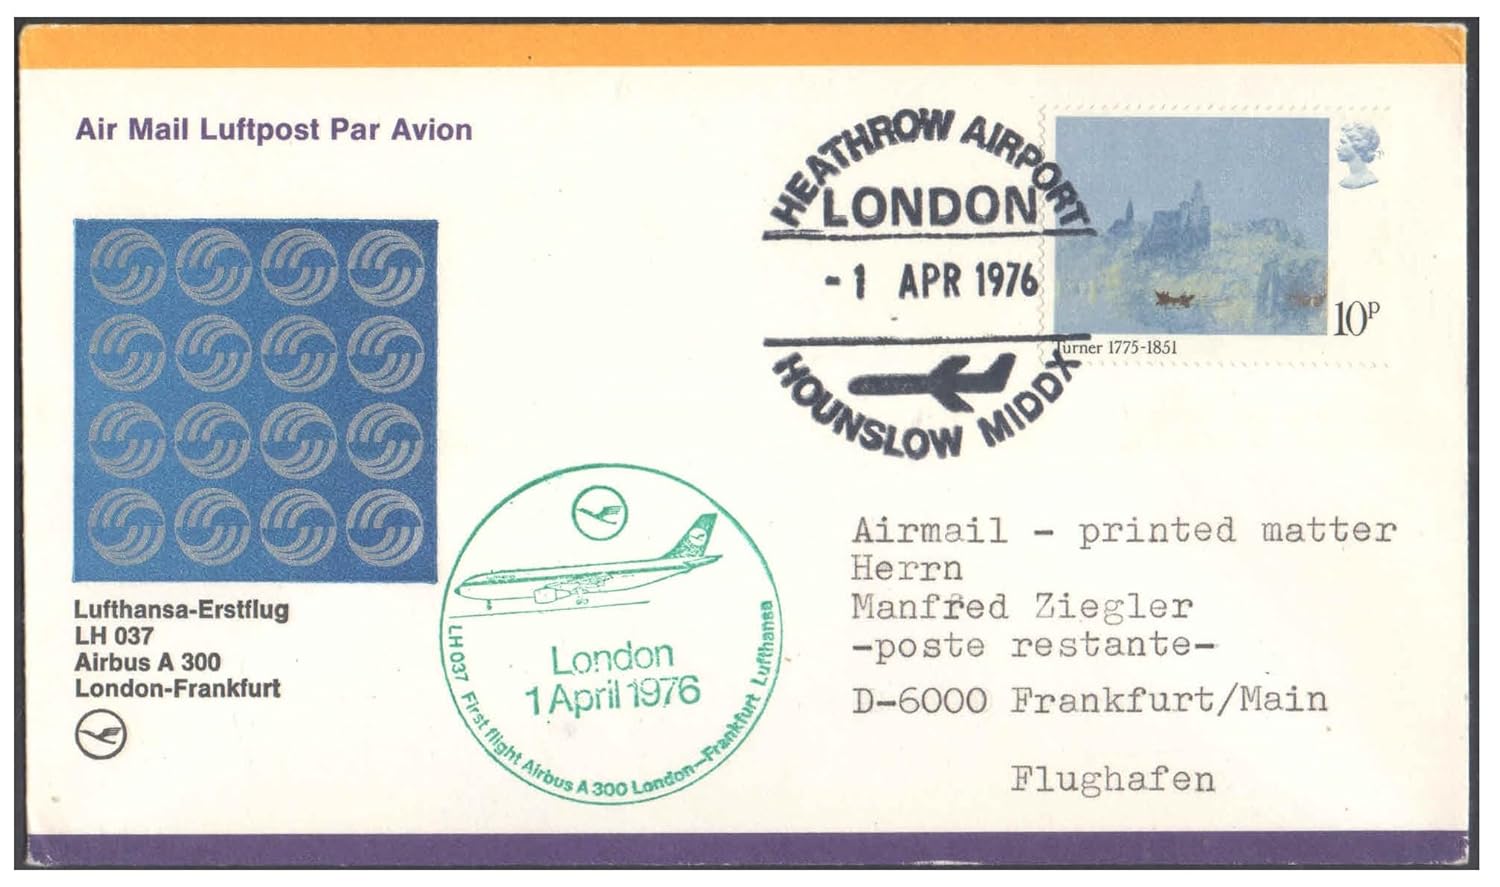 Air Mail Luftpost Par Avion
HEATHROW AIRPORT
LONDON
- 1 APR 1976
HOUNSLOW MIDDX
10P
Turner 1775-1851
Lufthansa-Erstflug
LH 037
Airbus A 300
London-Frankfurt
London
1 April 1976
LH 037 First flight Airbus A 300 London-Frankfurt Lufthansa
Airmail - printed matter
Herrn
Manfred Ziegler
-poste restante-
D-6000 Frankfurt/Main
Flughafen